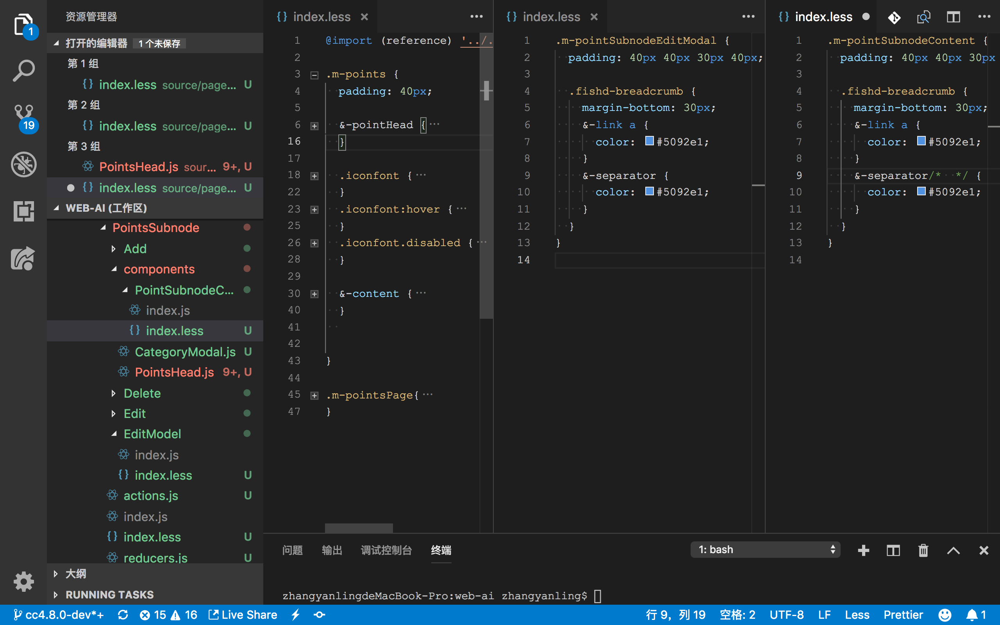 资源管理器
打开的编辑器 1 个未保存
第 1 组
index.less source/page... U
第 2 组
index.less source/page... U
第 3 组
PointsHead.js sour... 9+, U
index.less source/page... U
WEB-AI (工作区)
PointsSubnode
Add
components
PointSubnodeC...
index.js
index.less U
CategoryModal.js U
PointsHead.js 9+, U
Delete
Edit
EditModel
index.js
index.less U
actions.js U
index.js
index.less U
reducers.js U
大纲
RUNNING TASKS
1
19
index.less
1 @import (reference) '../.
2
3 .m-points {
4 padding: 40px;
5
6 &-pointHead {...
16 }
17
18 .iconfont {...
22 }
23 .iconfont:hover {...
25 }
26 .iconfont.disabled {...
28 }
29
30 &-content {...
40 }
41
42
43 }
44
45 .m-pointsPage{...
47 }
index.less
1 .m-pointSubnodeEditModal {
2 padding: 40px 40px 30px 40px;
3
4 .fishd-breadcrumb {
5 margin-bottom: 30px;
6 &-link a {
7 color: #5092e1;
8 }
9 &-separator {
10 color: #5092e1;
11 }
12 }
13 }
14
index.less
1 .m-pointSubnodeContent {
2 padding: 40px 40px 30px
3
4 .fishd-breadcrumb {
5 margin-bottom: 30px;
6 &-link a {
7 color: #5092e1;
8 }
9 &-separator/* */ {
10 color: #5092e1;
11 }
12 }
13 }
14
问题 输出 调试控制台 终端 1: bash
zhangyanlingdeMacBook-Pro:web-ai zhangyanling$
cc4.8.0-dev*+ 15 16 Live Share 行 9，列 19 空格: 2 UTF-8 LF Less Prettier 1